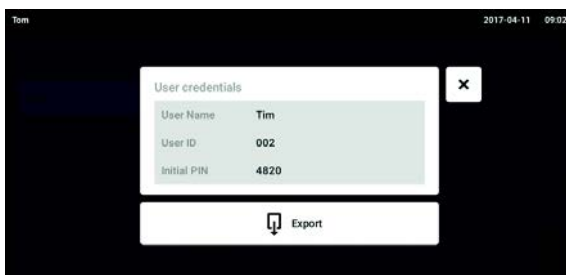 Tom 2017-04-11 09:02
User credentials
User Name Tim
User ID 002
Initial PIN 4820
Export